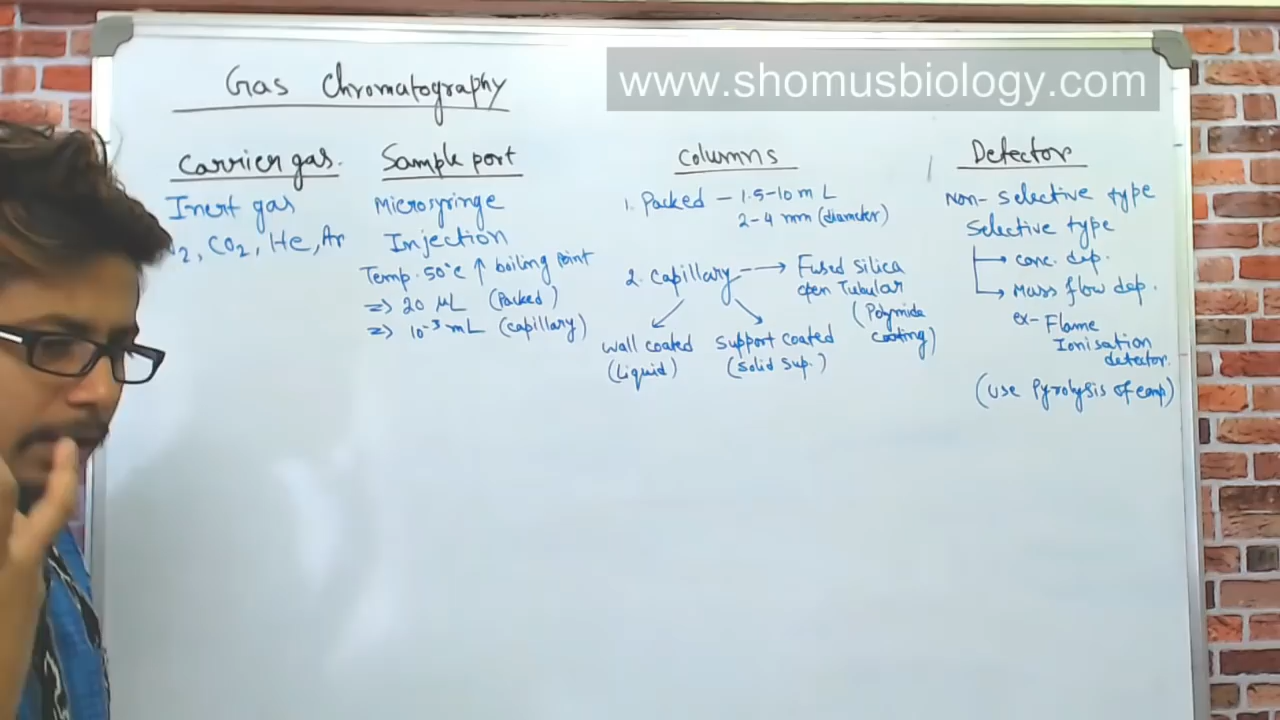 www.shomusbiology.com
Gas Chromatography
Carrier gas.
Inert gas
2, CO2, He, Ar
Sample port
Microsyringe
Injection
Temp. 50°c ↑ boiling point
=> 20 μL (Packed)
=> 10-3 mL (capillary)
Columns
1. Packed - 1.5-10 m L
2-4 mm (diameter)
2. Capillary → Fused silica
open Tubular
(Polymide
coating)
Wall coated
(Liquid)
Support coated
(Solid Sup.)
Detector
Non-Selective type
Selective type
→ conc. dep.
→ Mass flow dep.
ex- Flame
Ionisation
detector.
(Use Pyrolysis of comp)